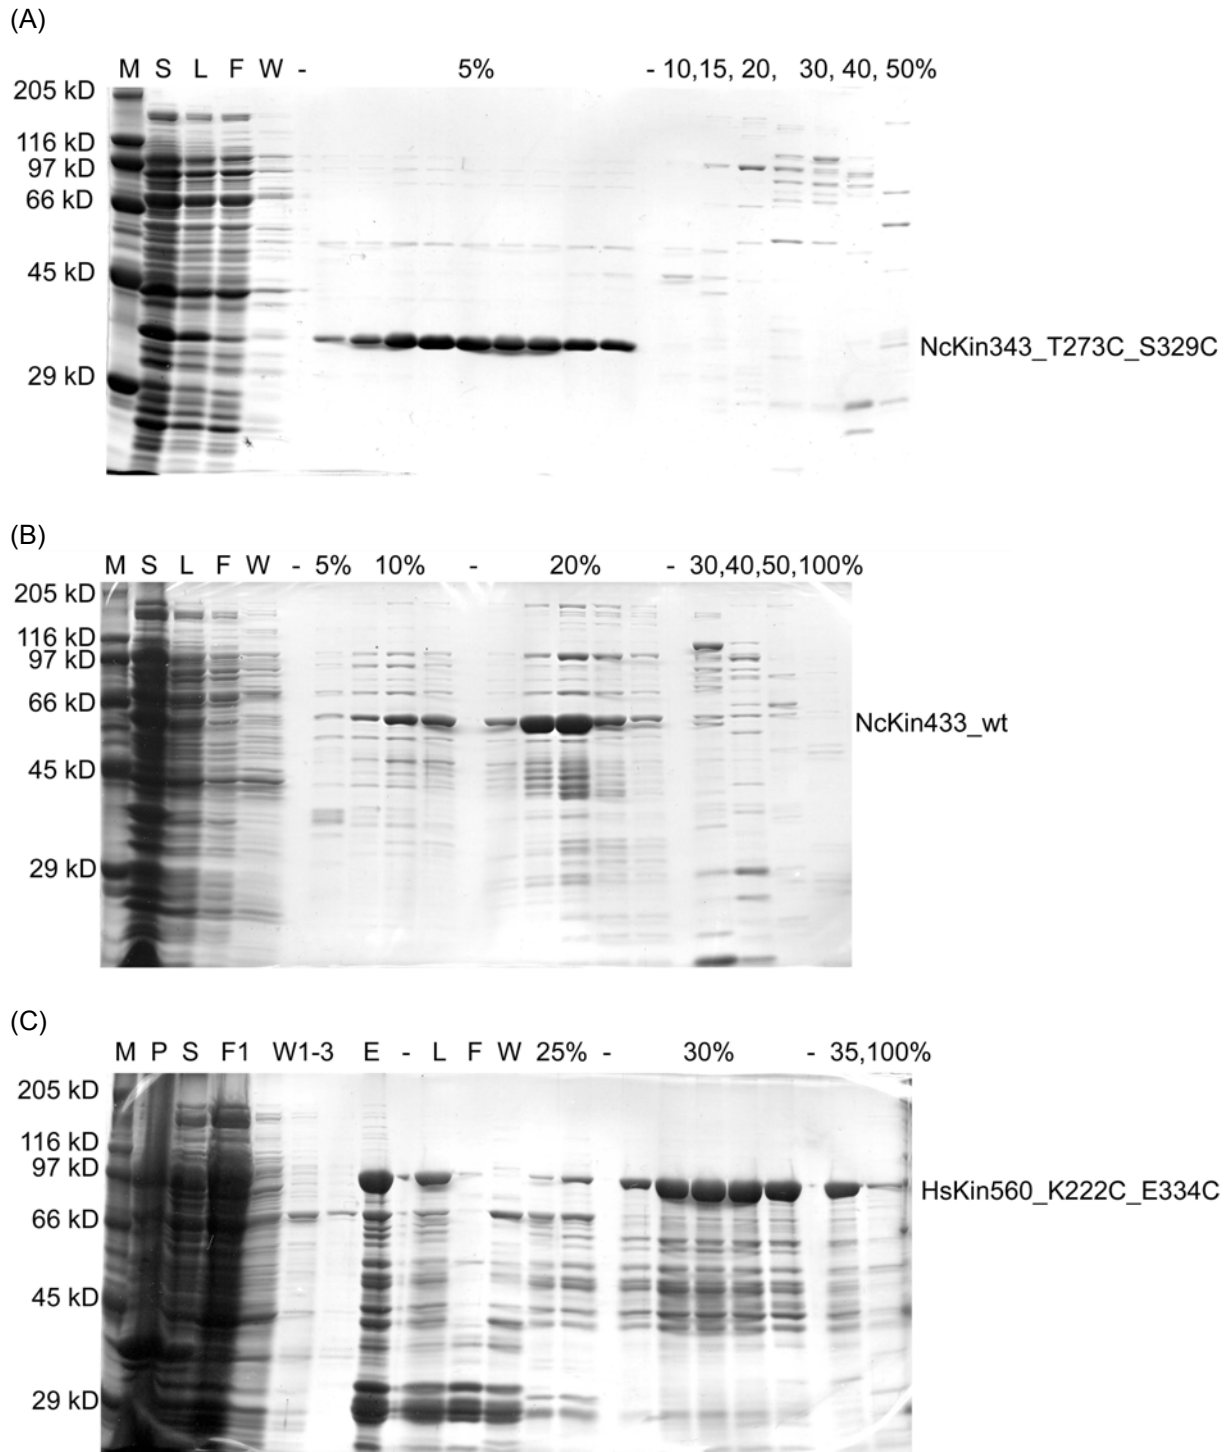 (A)
M S L F W - 5% - 10,15, 20, 30, 40, 50%
205 kD
116 kD
97 kD
66 kD
45 kD
NcKin343_T273C_S329C
29 kD
(B)
M S L F W - 5% 10% - 20% - 30,40,50,100%
205 kD
116 kD
97 kD
66 kD
NcKin433_wt
45 kD
29 kD
(C)
M P S F1 W1-3 E - L F W 25% - 30% - 35,100%
205 kD
116 kD
97 kD
HsKin560_K222C_E334C
66 kD
45 kD
29 kD